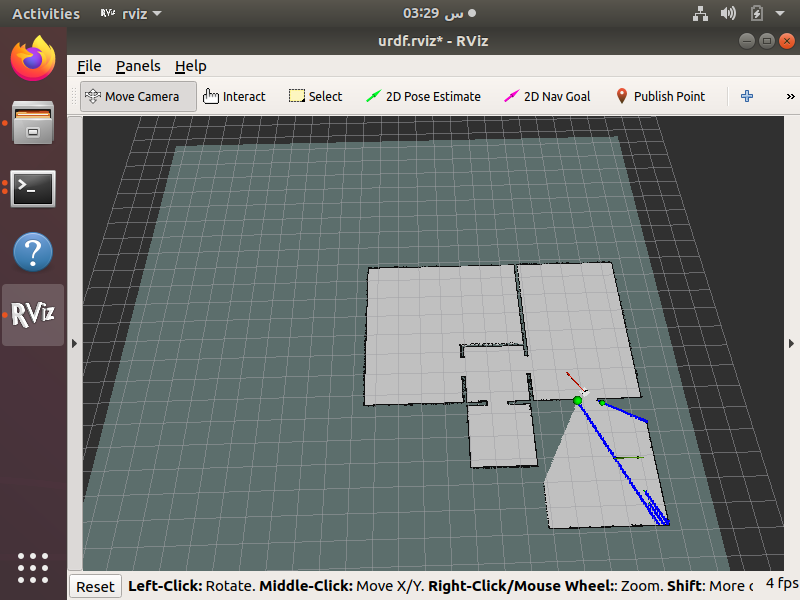 Activities RViz rviz 03:29 س
urdf.rviz* - RViz
File Panels Help
Move Camera Interact Select 2D Pose Estimate 2D Nav Goal Publish Point »
>_
?
RViz
Reset Left-Click: Rotate. Middle-Click: Move X/Y. Right-Click/Mouse Wheel:: Zoom. Shift: More 4 fps